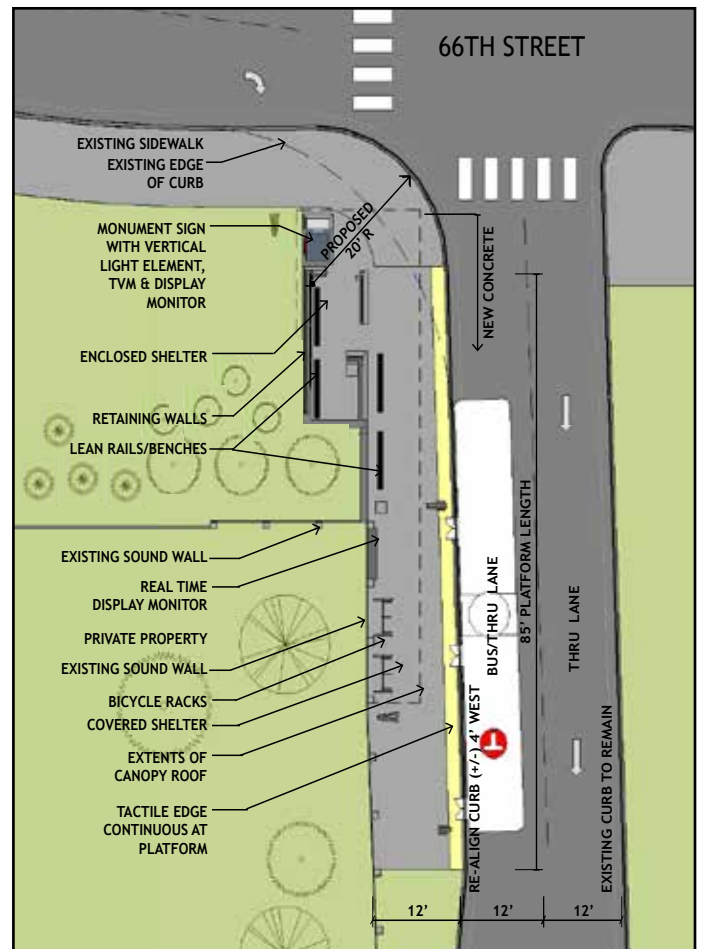 66TH STREET
EXISTING SIDEWALK
EXISTING EDGE
OF CURB
MONUMENT SIGN
WITH VERTICAL
LIGHT ELEMENT,
TVM & DISPLAY
MONITOR
PROPOSED
20' R
NEW CONCRETE
ENCLOSED SHELTER
RETAINING WALLS
LEAN RAILS/BENCHES
EXISTING SOUND WALL
REAL TIME
DISPLAY MONITOR
PRIVATE PROPERTY
EXISTING SOUND WALL
BICYCLE RACKS
COVERED SHELTER
EXTENTS OF
CANOPY ROOF
TACTILE EDGE
CONTINUOUS AT
PLATFORM
RE-ALIGN CURB (+/-) 4' WEST
BUS/THRU LANE
85' PLATFORM LENGTH
THRU LANE
EXISTING CURB TO REMAIN
T
12'
12'
12'